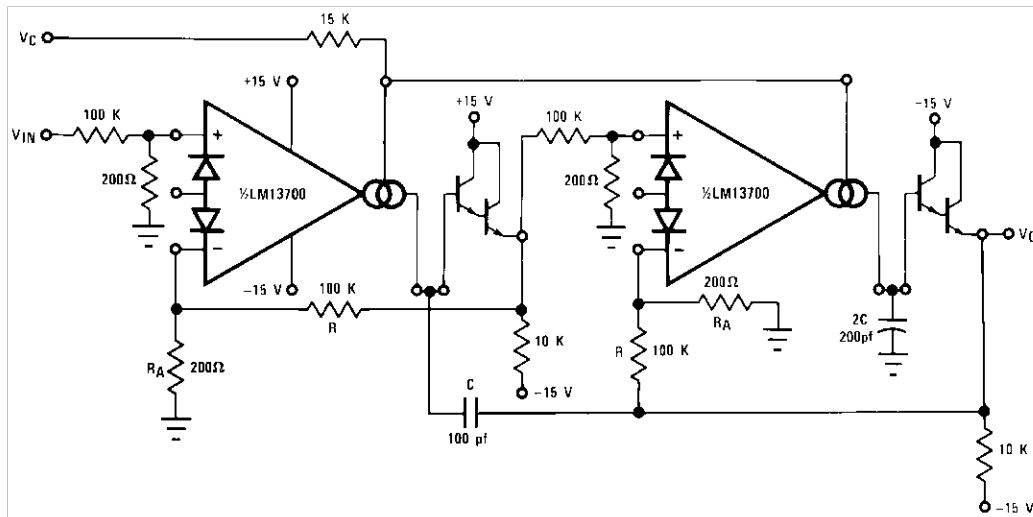 15 K
VC
+15 V
+15 V
-15 V
100 K
100 K
VIN
+
+
200Ω
200Ω
½LM13700
½LM13700
VO
-
-
-15 V
100 K
R
200Ω
RA
2C
200pf
RA
200Ω
10 K
R
100 K
-15 V
C
100 pf
10 K
-15 V